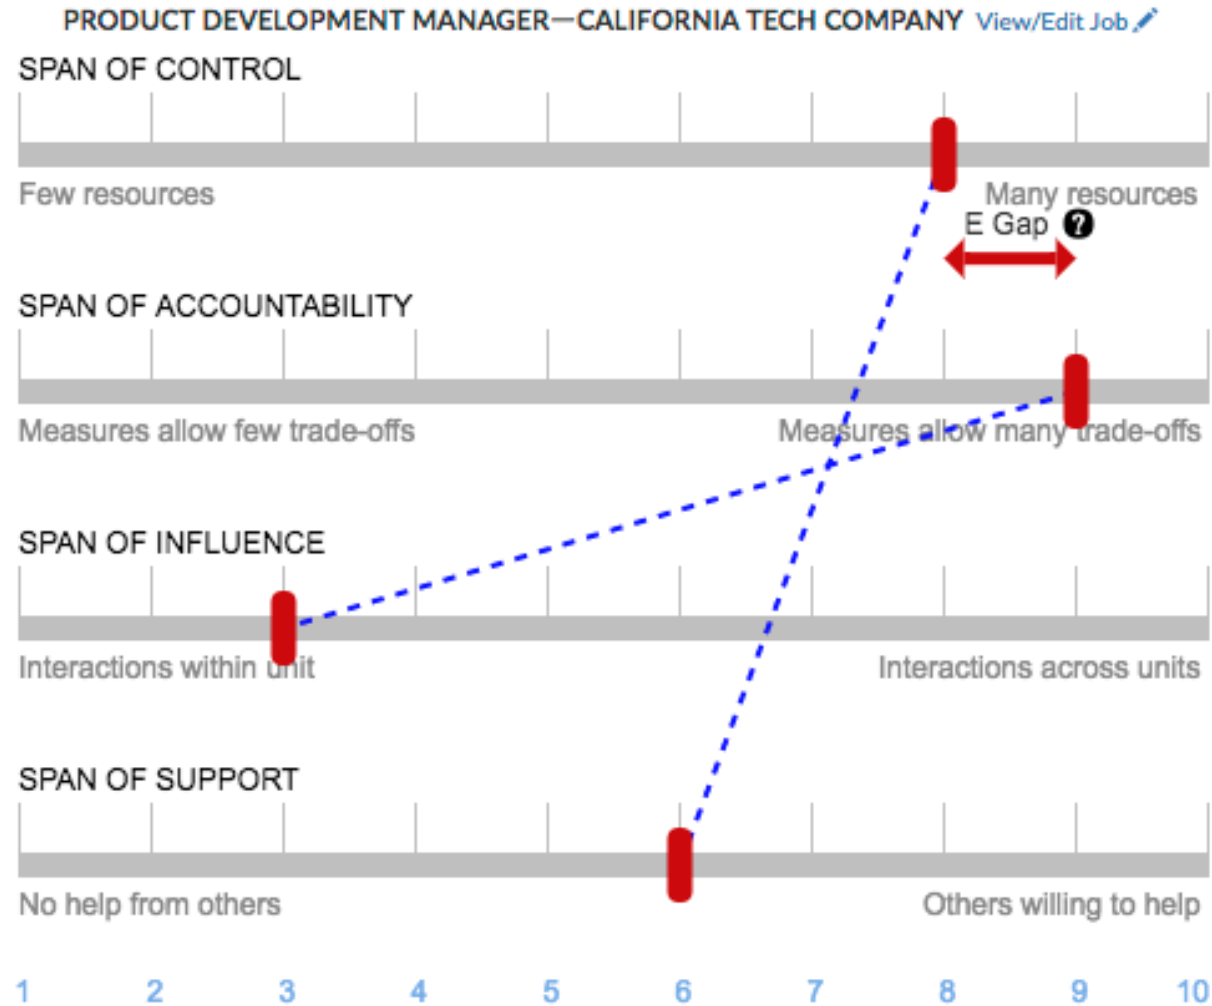 PRODUCT DEVELOPMENT MANAGER—CALIFORNIA TECH COMPANY View/Edit Job
SPAN OF CONTROL
Few resources
Many resources
E Gap ?
SPAN OF ACCOUNTABILITY
Measures allow few trade-offs
Measures allow many trade-offs
SPAN OF INFLUENCE
Interactions within unit
Interactions across units
SPAN OF SUPPORT
No help from others
Others willing to help
1 2 3 4 5 6 7 8 9 10